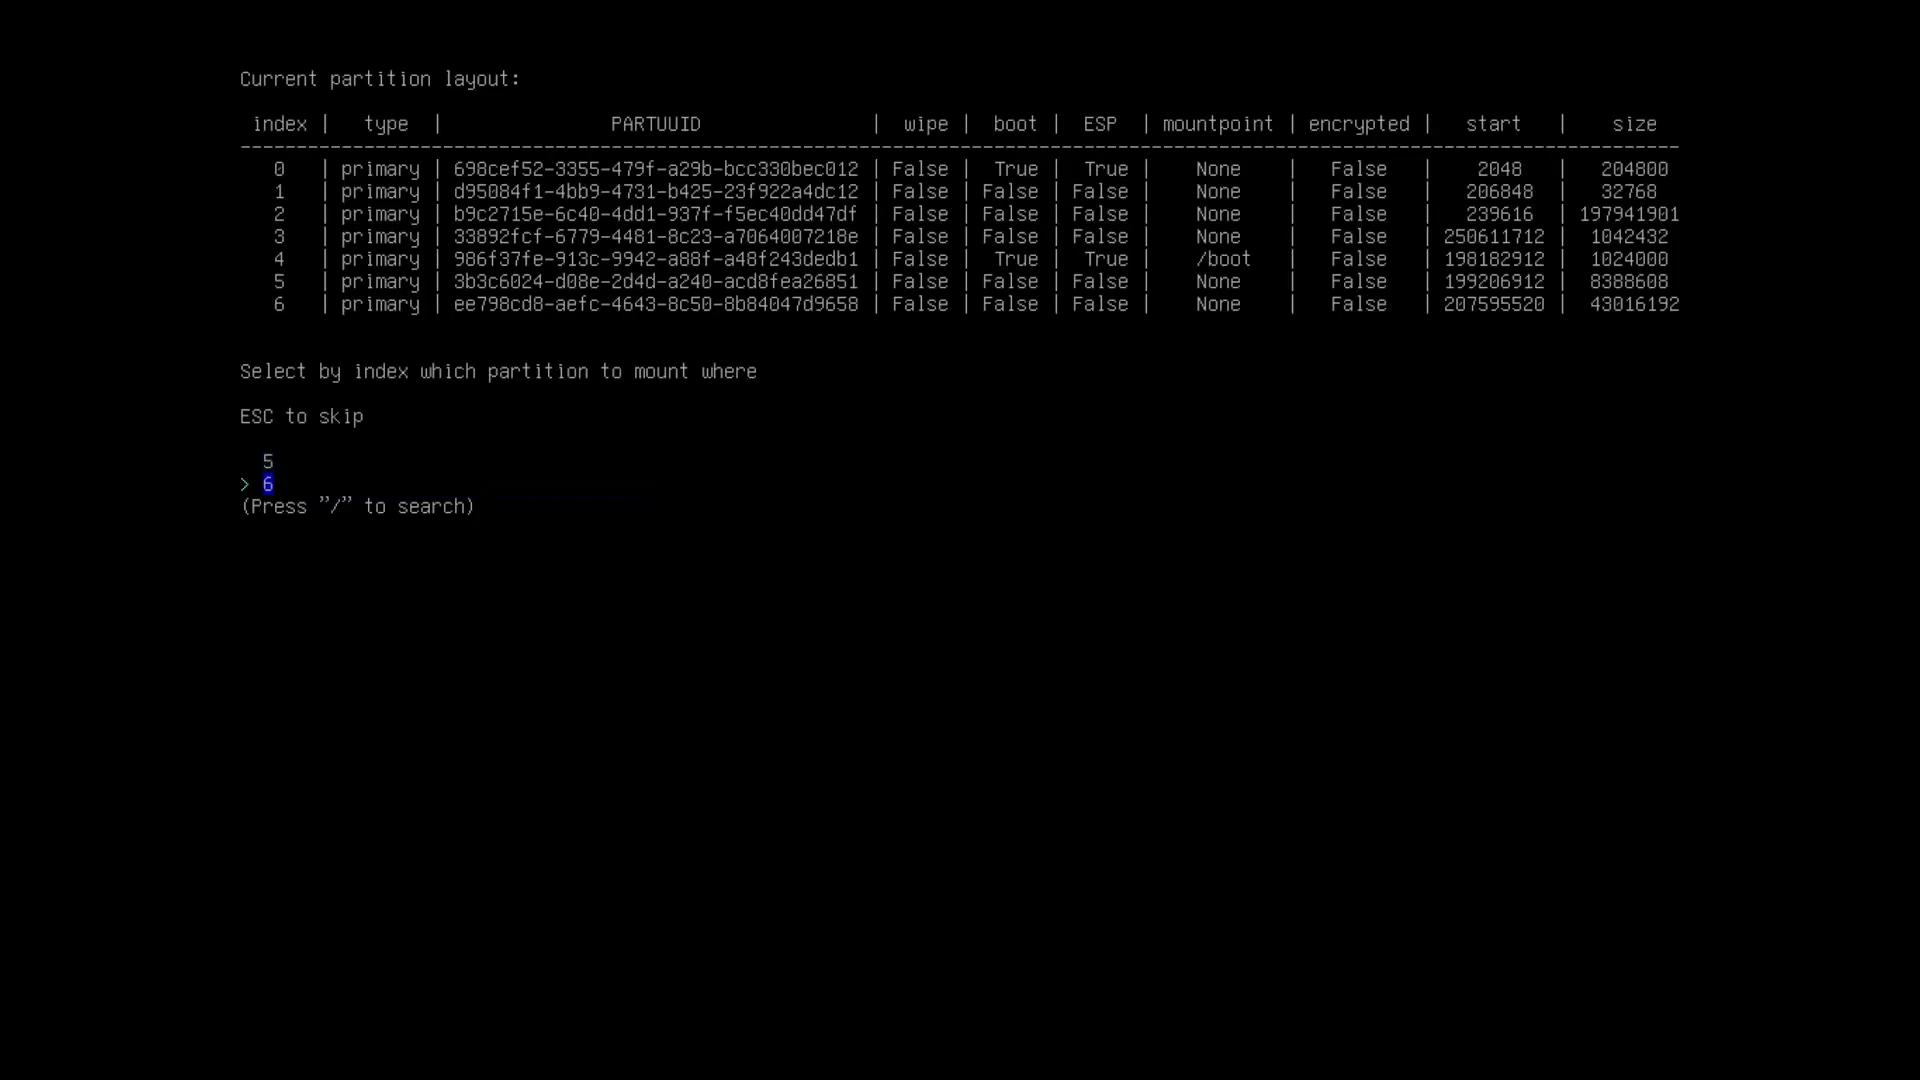 Current partition layout:
index | type | PARTUUID | wipe | boot | ESP | mountpoint | encrypted | start | size
--------------------------------------------------------------------------------------------------------------------------------
0 | primary | 698cef52-3355-479f-a29b-bcc330bec012 | False | True | True | None | False | 2048 | 204800
1 | primary | d95084f1-4bb9-4731-b425-23f922a4dc12 | False | False | False | None | False | 206848 | 32768
2 | primary | b9c2715e-6c40-4dd1-937f-f5ec40dd47df | False | False | False | None | False | 239616 | 197941901
3 | primary | 33892fcf-6779-4481-8c23-a7064007218e | False | False | False | None | False | 250611712 | 1042432
4 | primary | 986f37fe-913c-9942-a88f-a48f243dedb1 | False | True | True | /boot | False | 198182912 | 1024000
5 | primary | 3b3c6024-d08e-2d4d-a240-acd8fea26851 | False | False | False | None | False | 199206912 | 8388608
6 | primary | ee798cd8-aefc-4643-8c50-8b84047d9658 | False | False | False | None | False | 207595520 | 43016192
Select by index which partition to mount where
ESC to skip
5
> 6
(Press "/" to search)